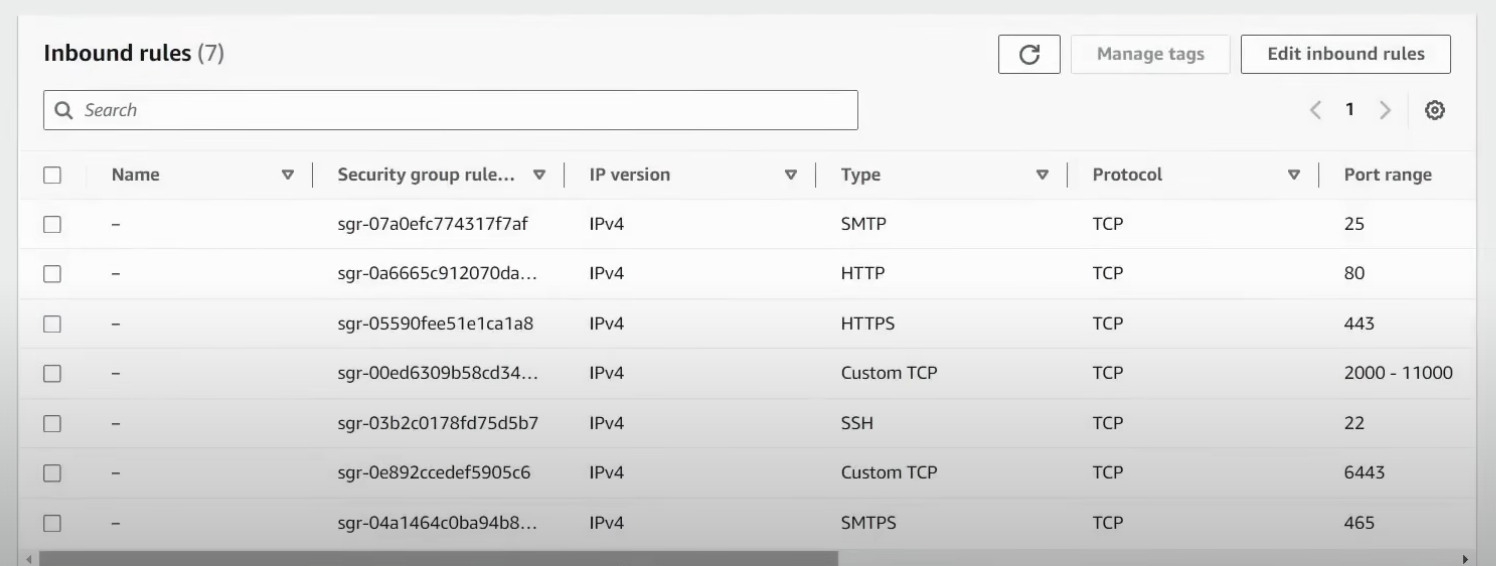 Inbound rules (7) Manage tags Edit inbound rules
Search 1
Name Security group rule... IP version Type Protocol Port range
– sgr-07a0efc774317f7af IPv4 SMTP TCP 25
– sgr-0a6665c912070da... IPv4 HTTP TCP 80
– sgr-05590fee51e1ca1a8 IPv4 HTTPS TCP 443
– sgr-00ed6309b58cd34... IPv4 Custom TCP TCP 2000 - 11000
– sgr-03b2c0178fd75d5b7 IPv4 SSH TCP 22
– sgr-0e892ccedef5905c6 IPv4 Custom TCP TCP 6443
– sgr-04a1464c0ba94b8... IPv4 SMTPS TCP 465